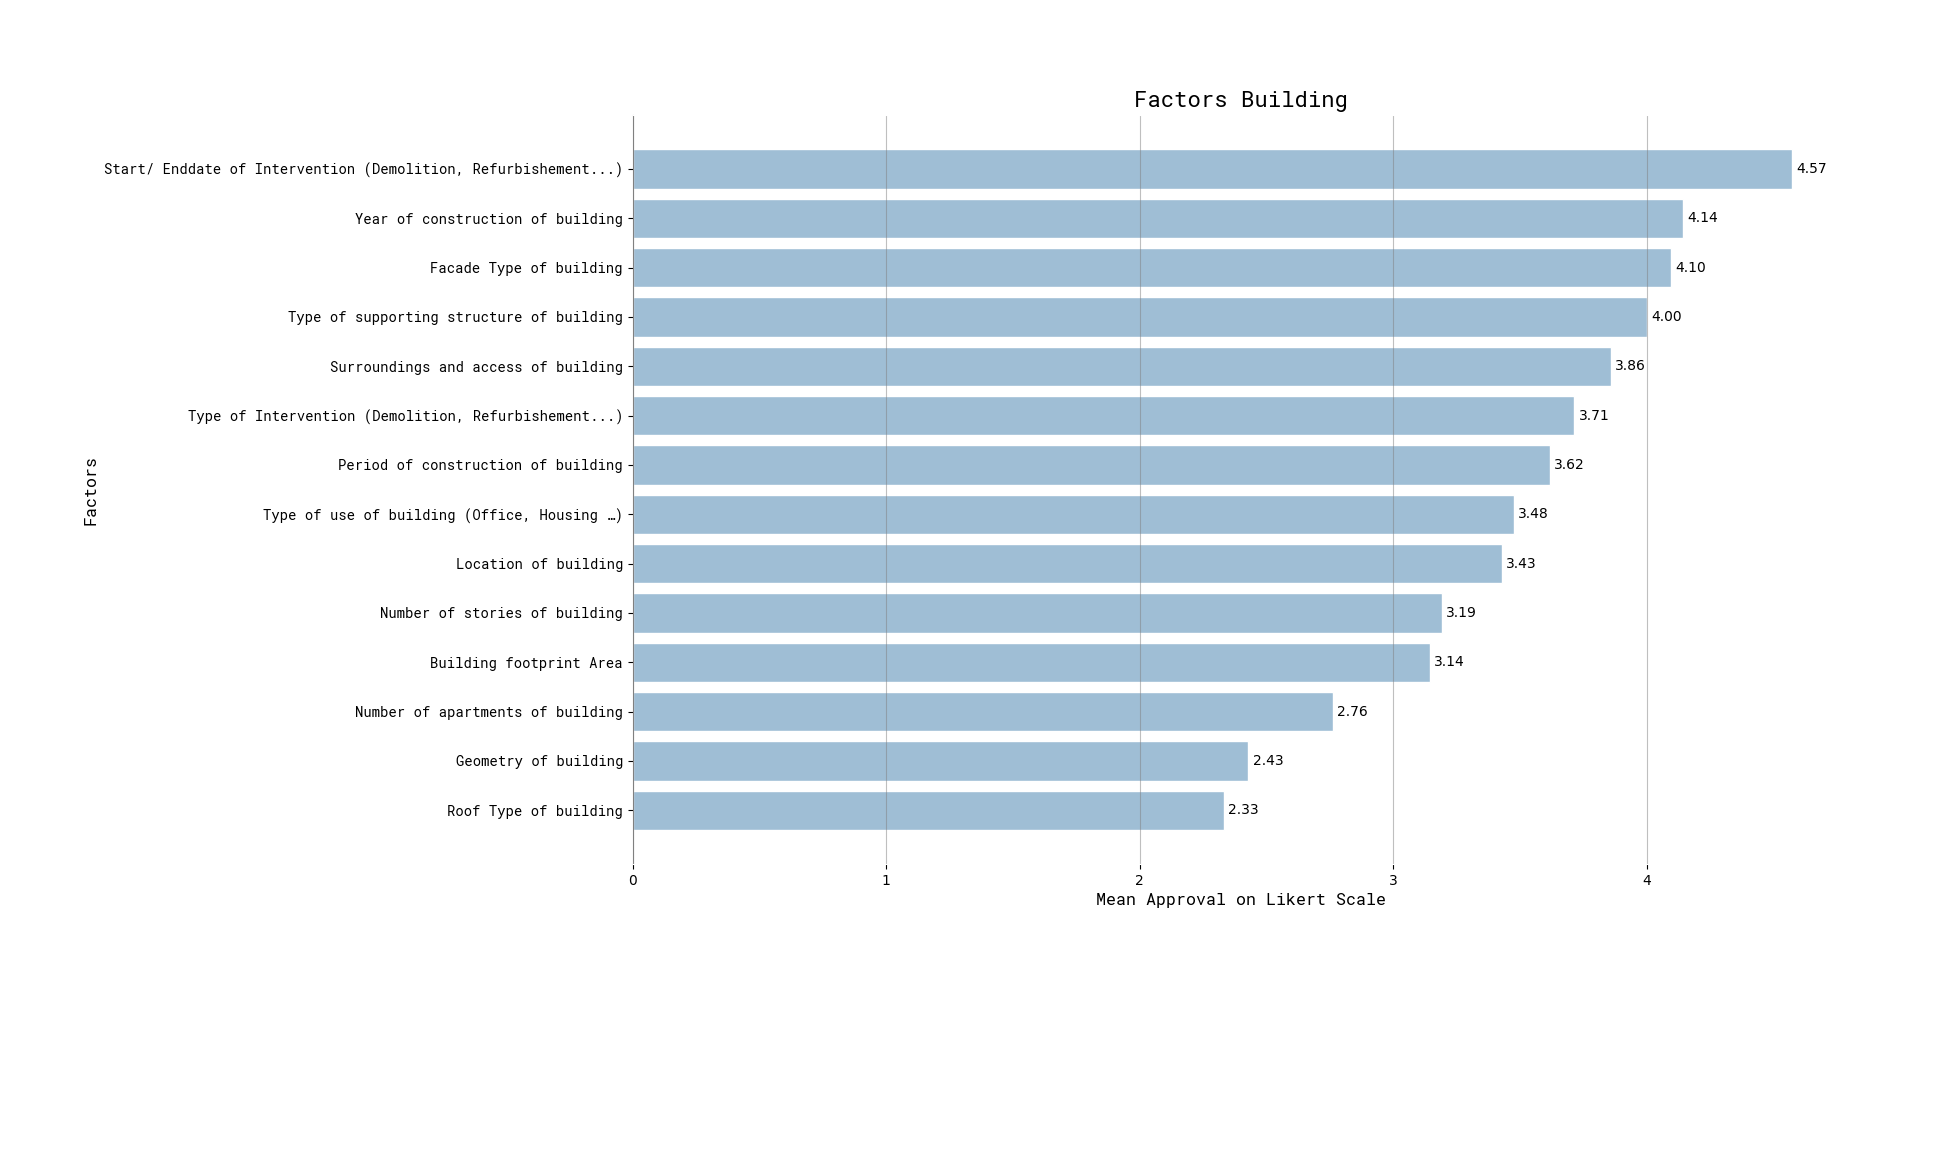 Factors Building
Start/ Enddate of Intervention (Demolition, Refurbishement...) 4.57
Year of construction of building 4.14
Facade Type of building 4.10
Type of supporting structure of building 4.00
Surroundings and access of building 3.86
Type of Intervention (Demolition, Refurbishement...) 3.71
Period of construction of building 3.62
Type of use of building (Office, Housing …) 3.48
Location of building 3.43
Number of stories of building 3.19
Building footprint Area 3.14
Number of apartments of building 2.76
Geometry of building 2.43
Roof Type of building 2.33
Factors
0 1 2 3 4
Mean Approval on Likert Scale